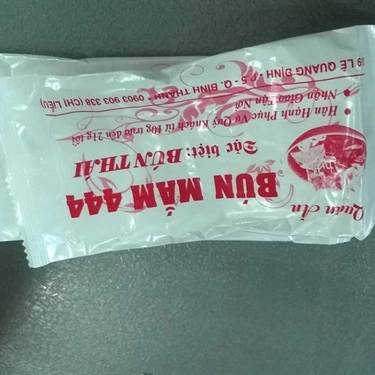 Quán ăn
BÚN MẮM 444
Đặc biệt: BÚN THÁI
Hân Hạnh Phục Vụ Quý Khách từ 10g trưa đến 21g tối
Nhận Giao Tận Nơi
LÊ QUANG ĐỊNH - P 5 - Q. BÌNH THẠNH - 0903 903 338 (CHỊ LIỄU)